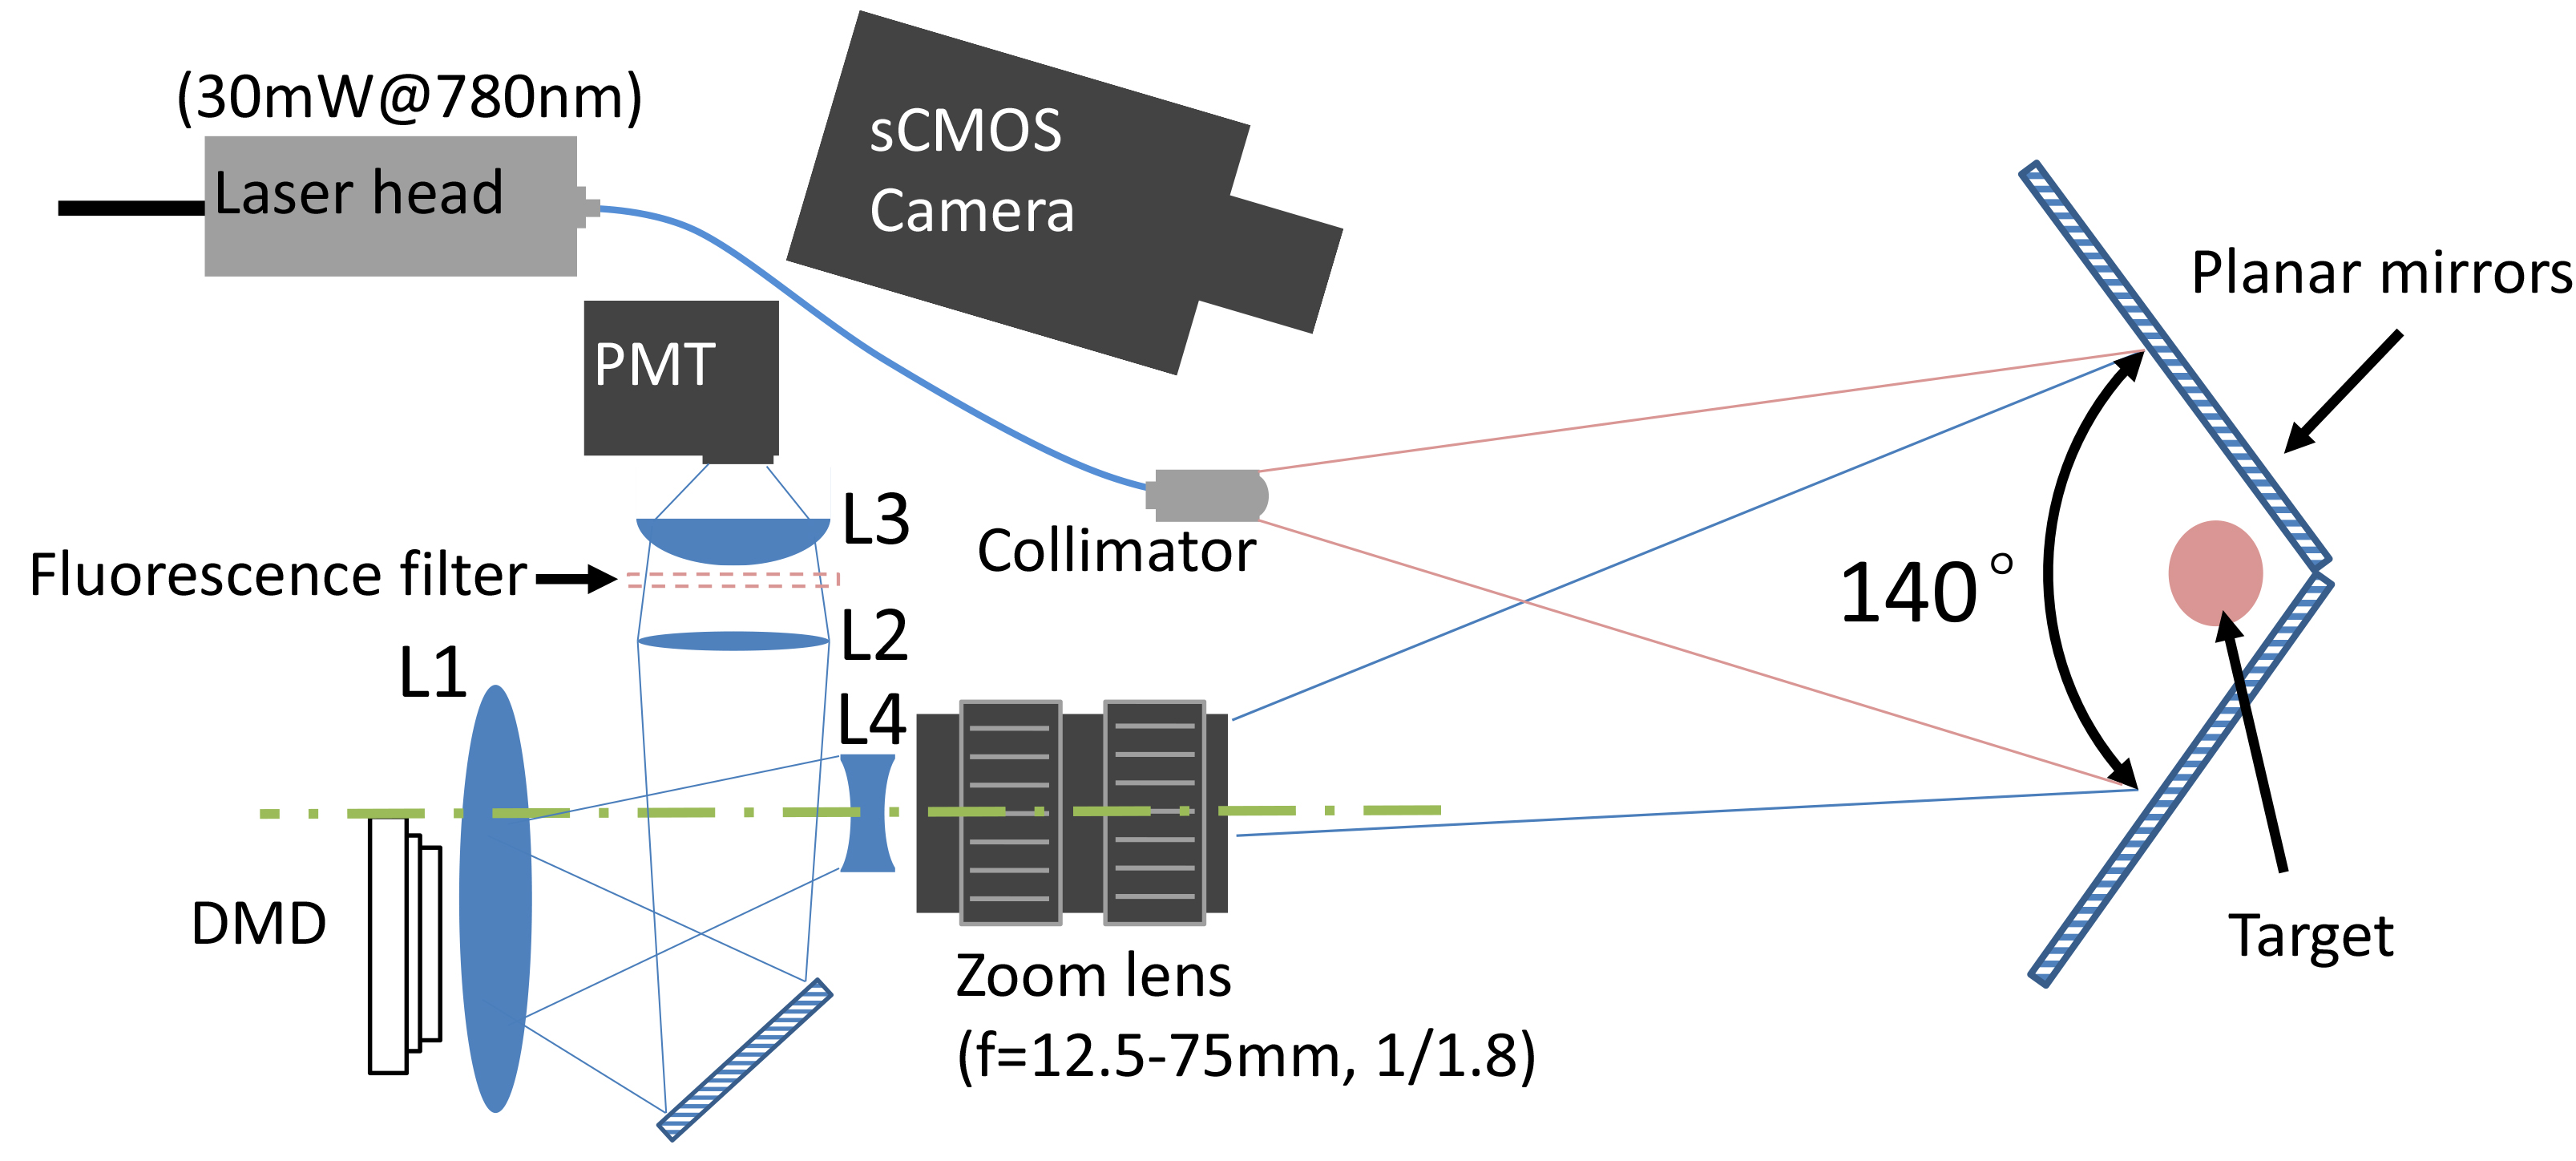 (30mW@780nm)
Laser head
sCMOS
Camera
Planar mirrors
PMT
L3
Collimator
Fluorescence filter
140°
L2
L1
L4
DMD
Target
Zoom lens
(f=12.5-75mm, 1/1.8)